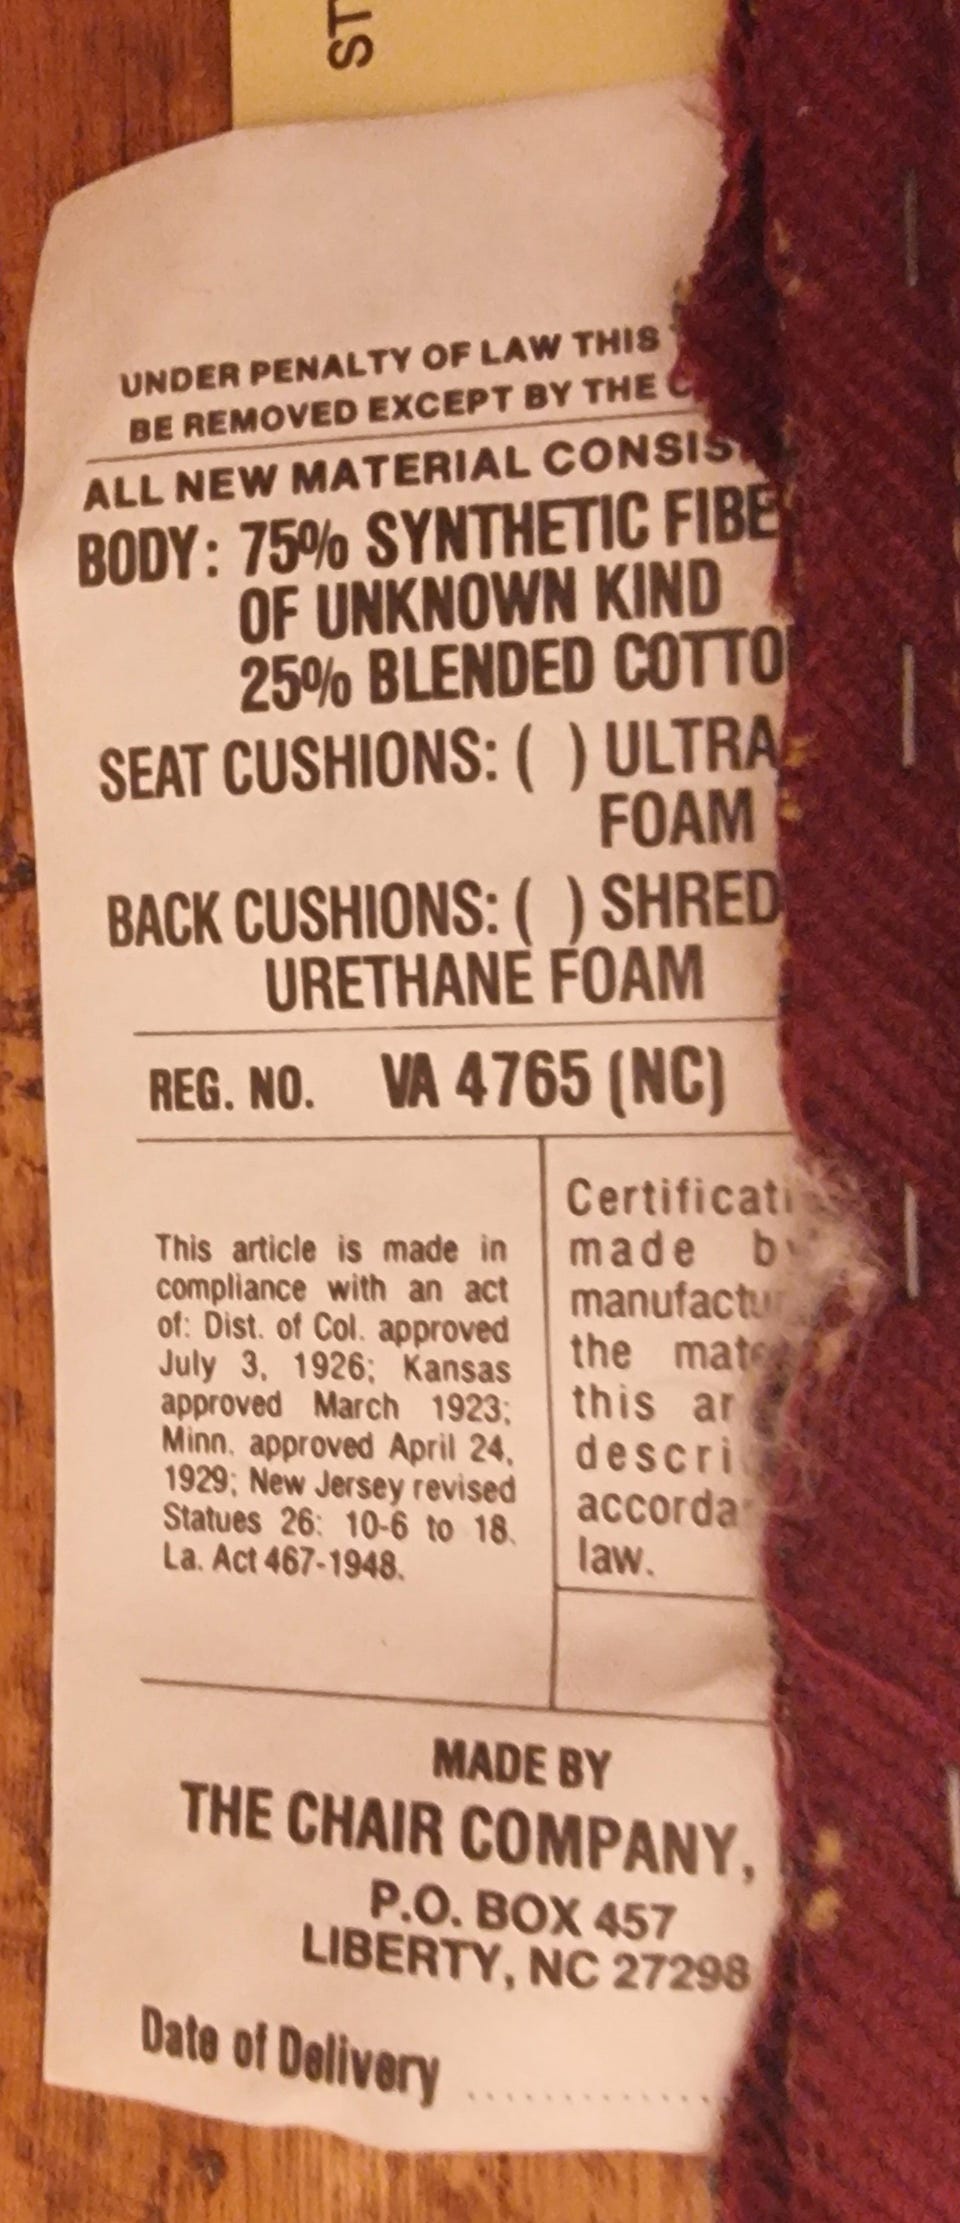 ST
UNDER PENALTY OF LAW THIS
BE REMOVED EXCEPT BY THE
ALL NEW MATERIAL CONSIS
BODY: 75% SYNTHETIC FIBE
OF UNKNOWN KIND
25% BLENDED COTTO
SEAT CUSHIONS: ( ) ULTRA
FOAM
BACK CUSHIONS: ( ) SHRED
URETHANE FOAM
REG. NO. VA 4765 (NC)
This article is made in
compliance with an act
of: Dist. of Col. approved
July 3, 1926; Kansas
approved March 1923;
Minn. approved April 24,
1929; New Jersey revised
Statues 26: 10-6 to 18.
La. Act 467-1948.
Certificati
made b
manufactu
the mate
this ar
descri
accorda
law.
MADE BY
THE CHAIR COMPANY,
P.O. BOX 457
LIBERTY, NC 27298
Date of Delivery ..............